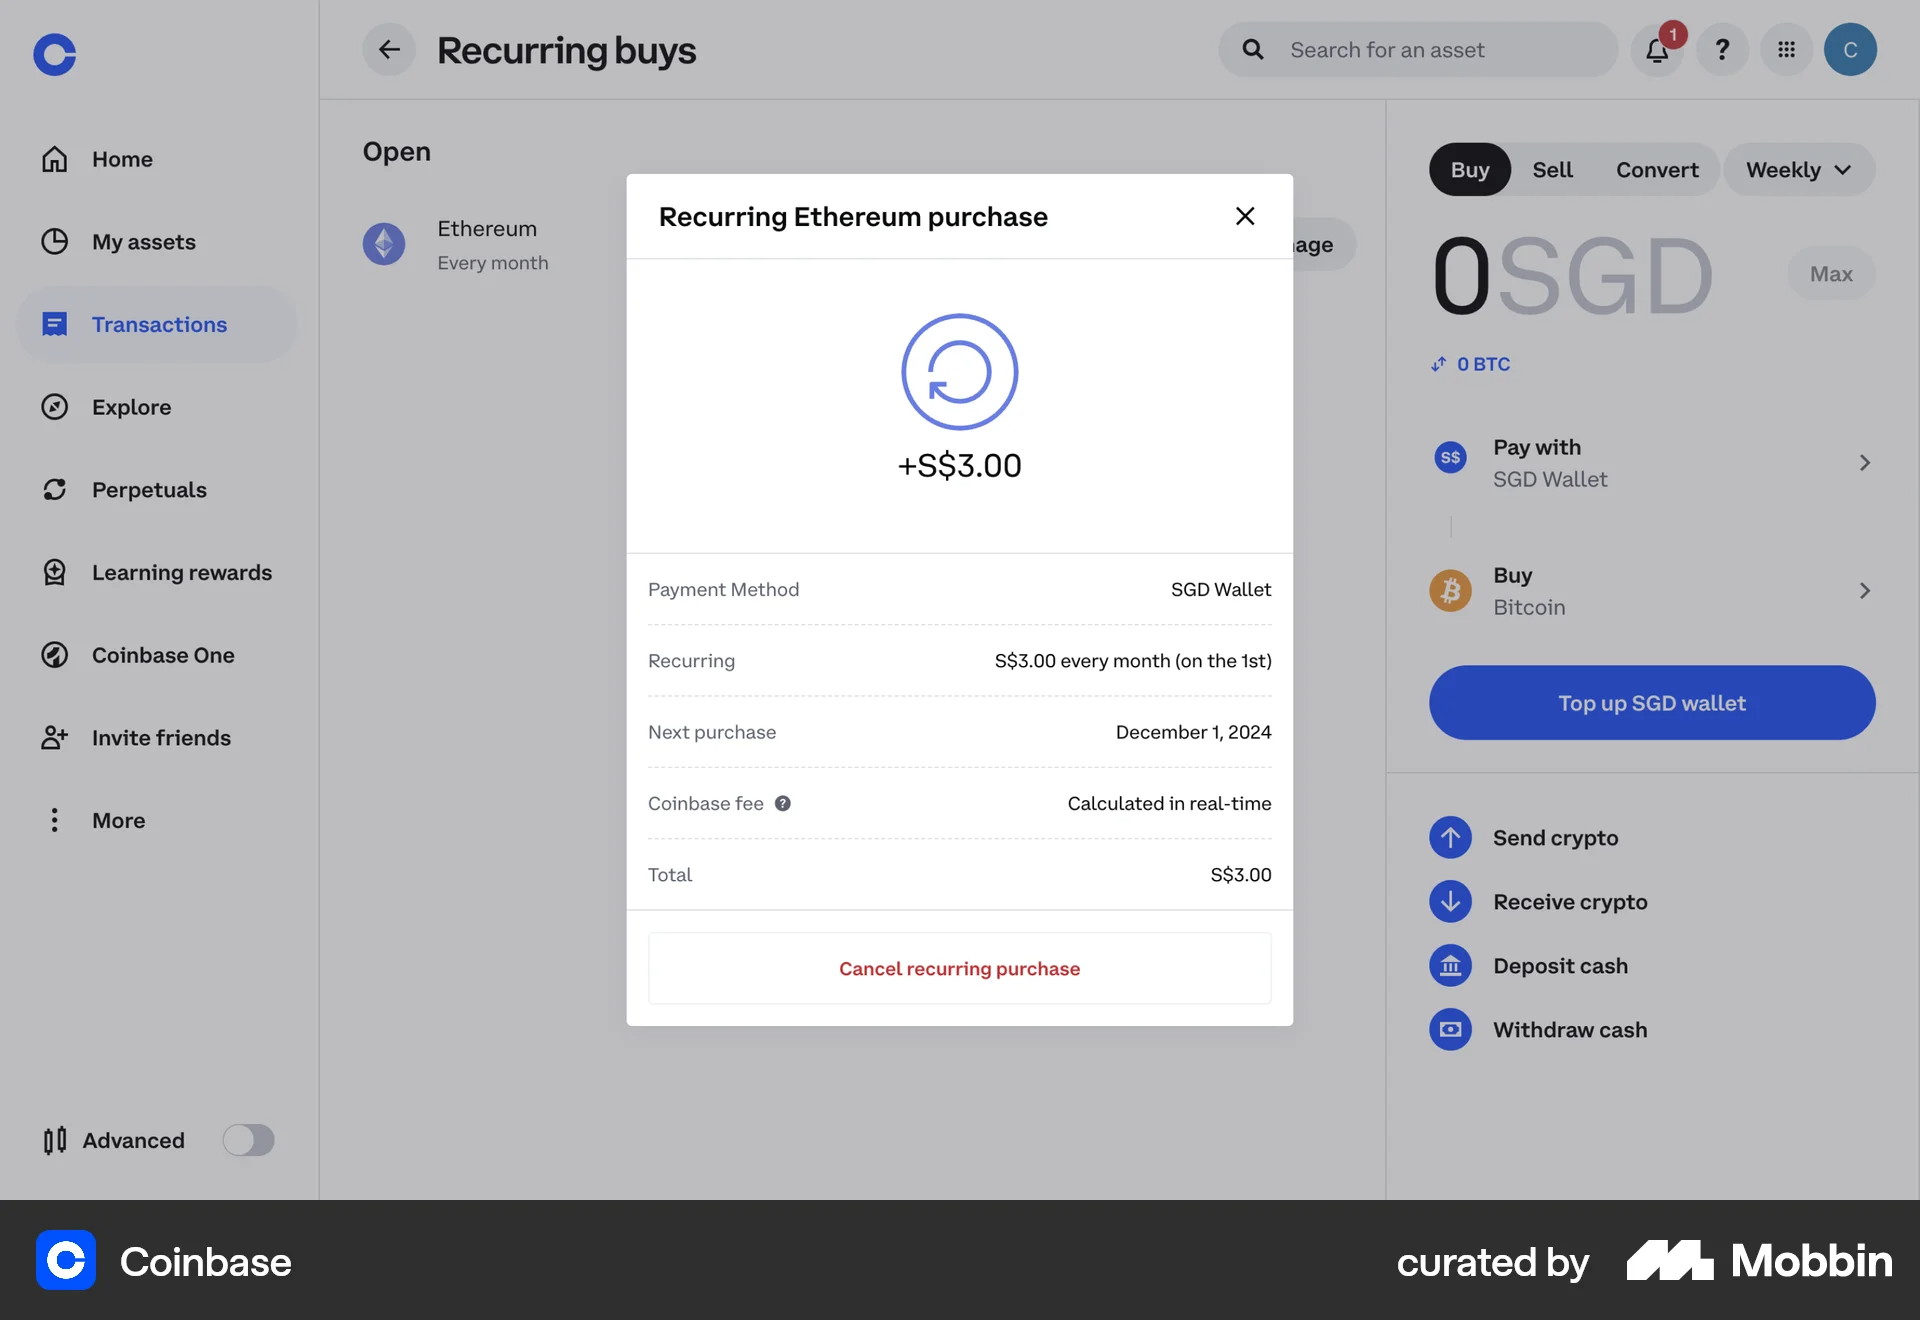 Recurring buys
Search for an asset
1
?
C
Home
My assets
Transactions
Explore
Perpetuals
Learning rewards
Coinbase One
Invite friends
More
Advanced
Open
Ethereum
Every month
age
Recurring Ethereum purchase
+S$3.00
Payment Method SGD Wallet
Recurring S$3.00 every month (on the 1st)
Next purchase December 1, 2024
Coinbase fee ? Calculated in real-time
Total S$3.00
Cancel recurring purchase
Buy Sell Convert Weekly
0SGD Max
0 BTC
S$
Pay with
SGD Wallet
Buy
Bitcoin
Top up SGD wallet
Send crypto
Receive crypto
Deposit cash
Withdraw cash
Coinbase
curated by Mobbin